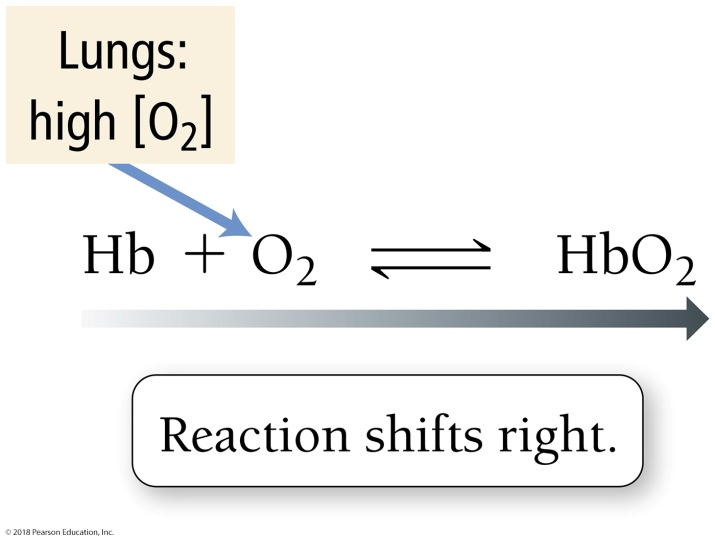 Lungs:
high [O₂]
Hb + O₂ ⇌ HbO₂
Reaction shifts right.
© 2018 Pearson Education, Inc.